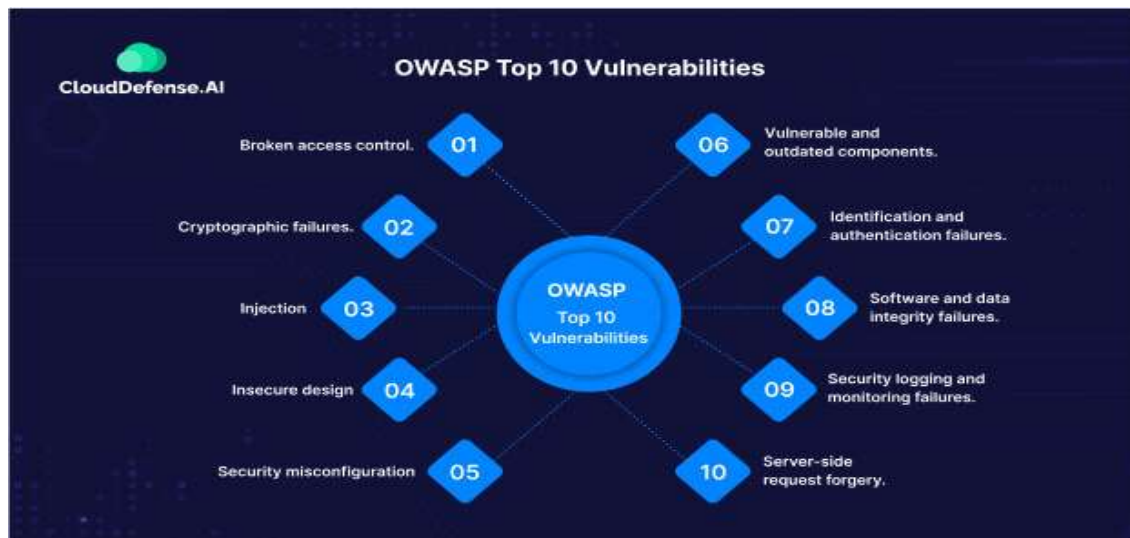 CloudDefense.AI
OWASP Top 10 Vulnerabilities
Broken access control.
01
Cryptographic failures.
02
Injection
03
Insecure design
04
Security misconfiguration
05
OWASP
Top 10
Vulnerabilities
06
Vulnerable and
outdated components.
07
Identification and
authentication failures.
08
Software and data
integrity failures.
09
Security logging and
monitoring failures.
10
Server-side
request forgery.